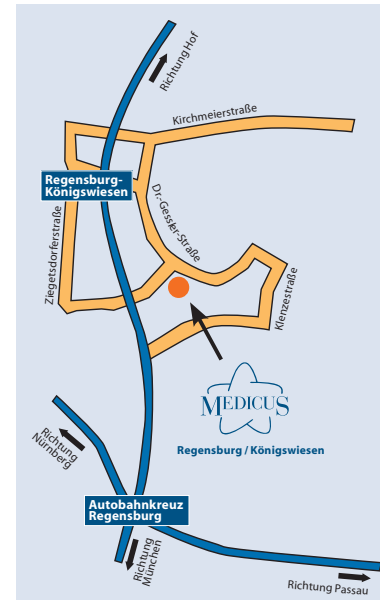 Richtung Hof
Kirchmeierstraße
Regensburg-
Königswiesen
Dr.-Gessler-Straße
Ziegetsdorferstraße
Klenzestraße
MEDICUS
Regensburg / Königswiesen
Richtung
Nürnberg
Autobahnkreuz
Regensburg
Richtung
München
Richtung Passau